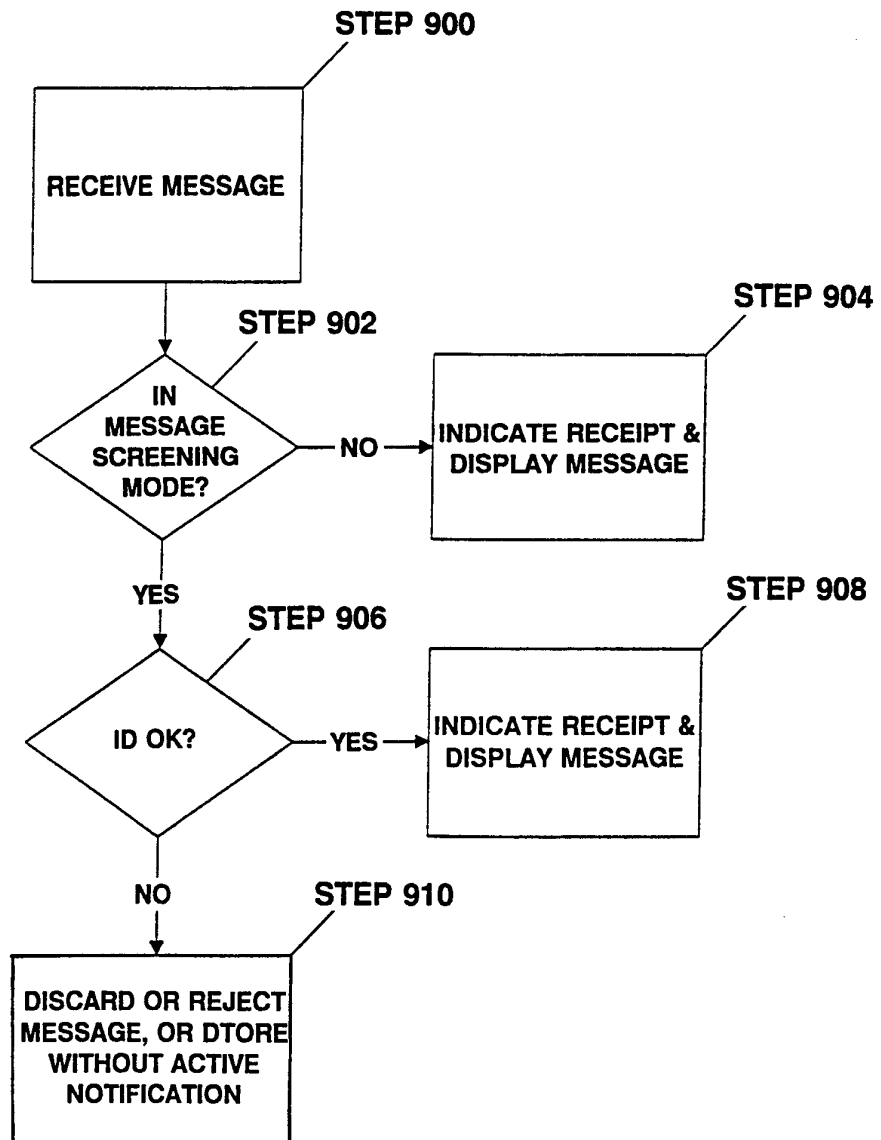 STEP 900
RECEIVE MESSAGE
STEP 902
IN
MESSAGE
SCREENING
MODE?
NO
STEP 904
INDICATE RECEIPT &
DISPLAY MESSAGE
YES
STEP 906
ID OK?
YES
STEP 908
INDICATE RECEIPT &
DISPLAY MESSAGE
NO
STEP 910
DISCARD OR REJECT
MESSAGE, OR DTORE
WITHOUT ACTIVE
NOTIFICATION